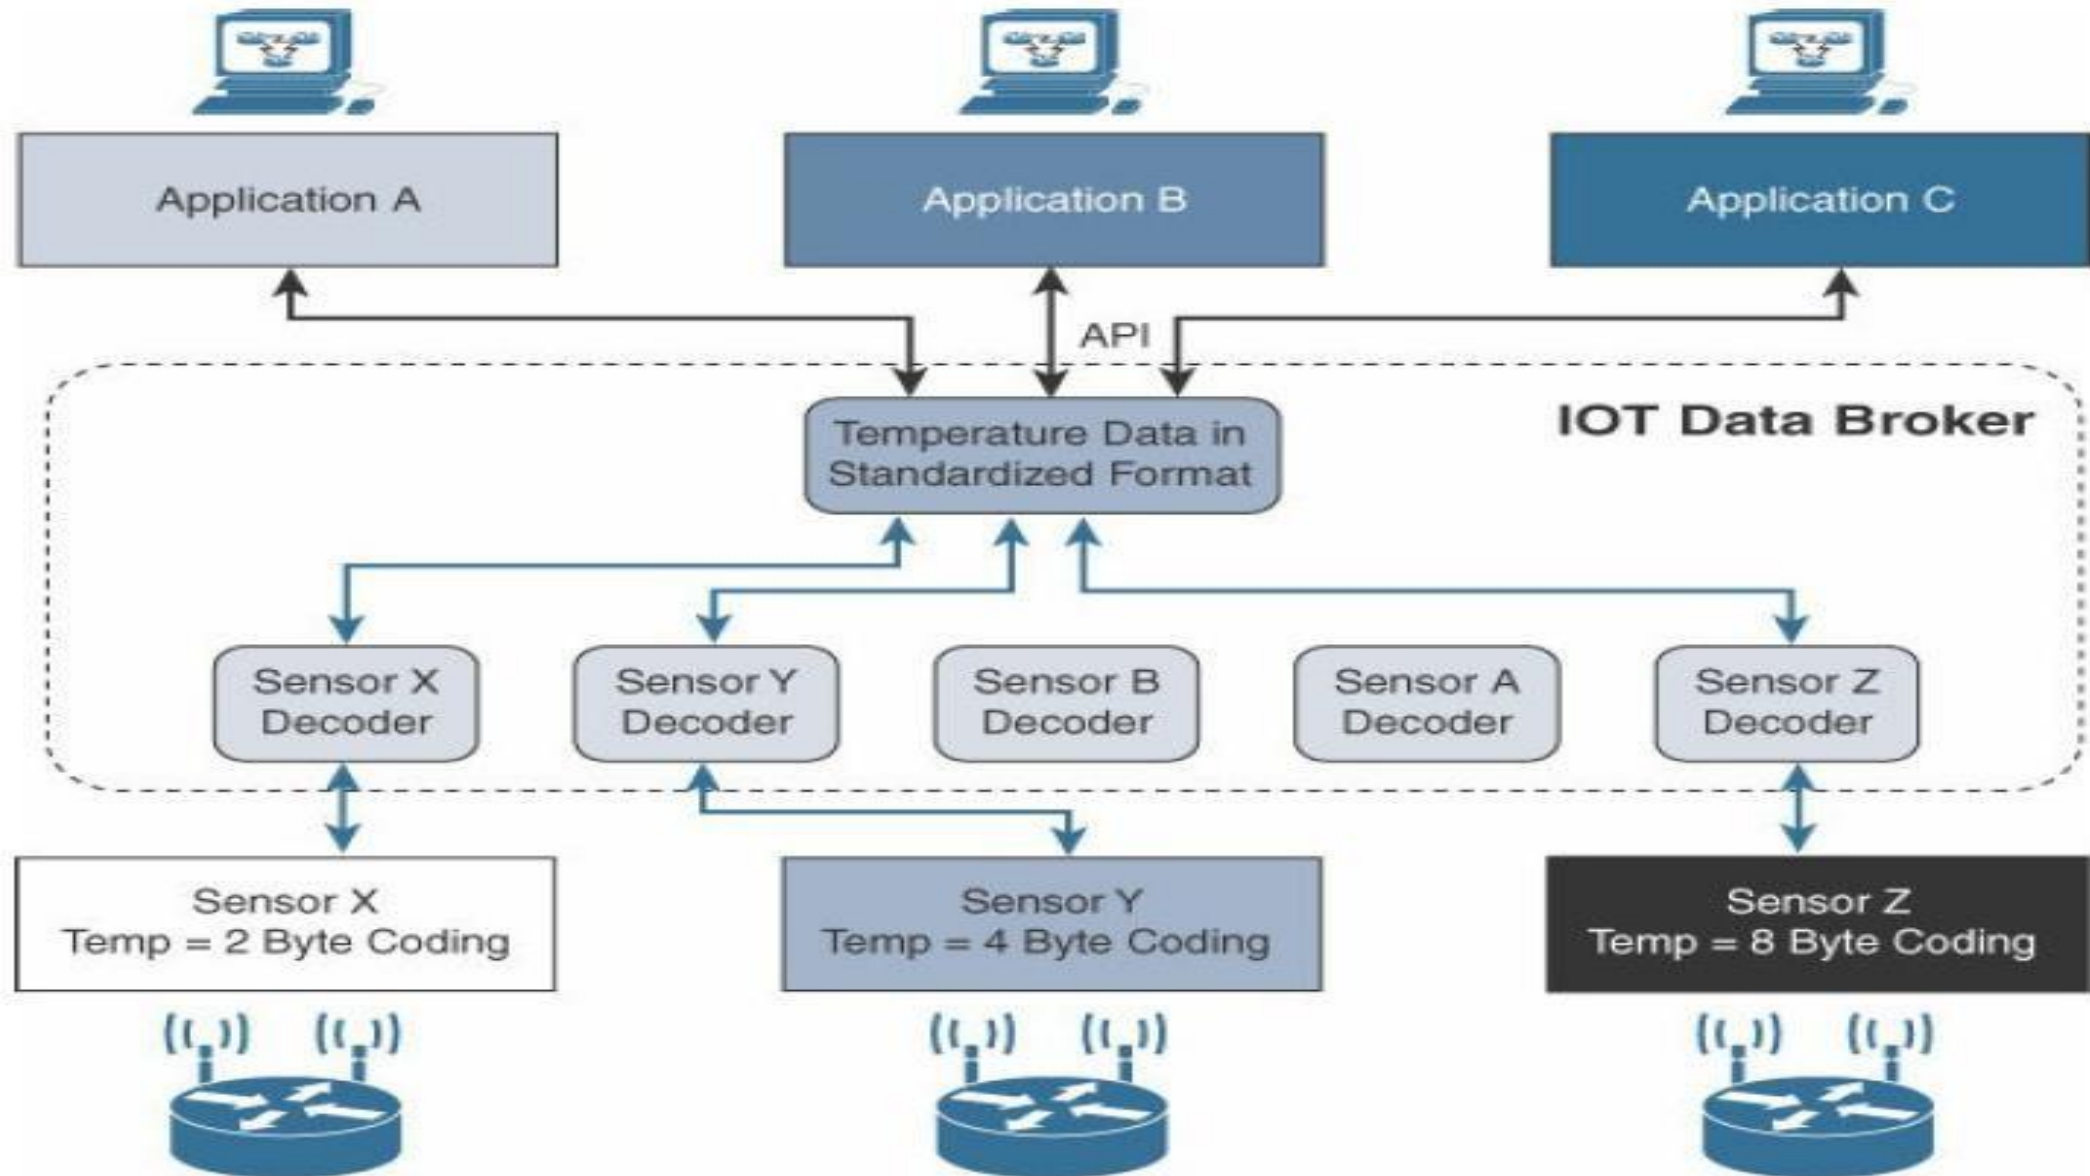 Application A
Application B
Application C
API
IOT Data Broker
Temperature Data in
Standardized Format
Sensor X
Decoder
Sensor Y
Decoder
Sensor B
Decoder
Sensor A
Decoder
Sensor Z
Decoder
Sensor X
Temp = 2 Byte Coding
Sensor Y
Temp = 4 Byte Coding
Sensor Z
Temp = 8 Byte Coding